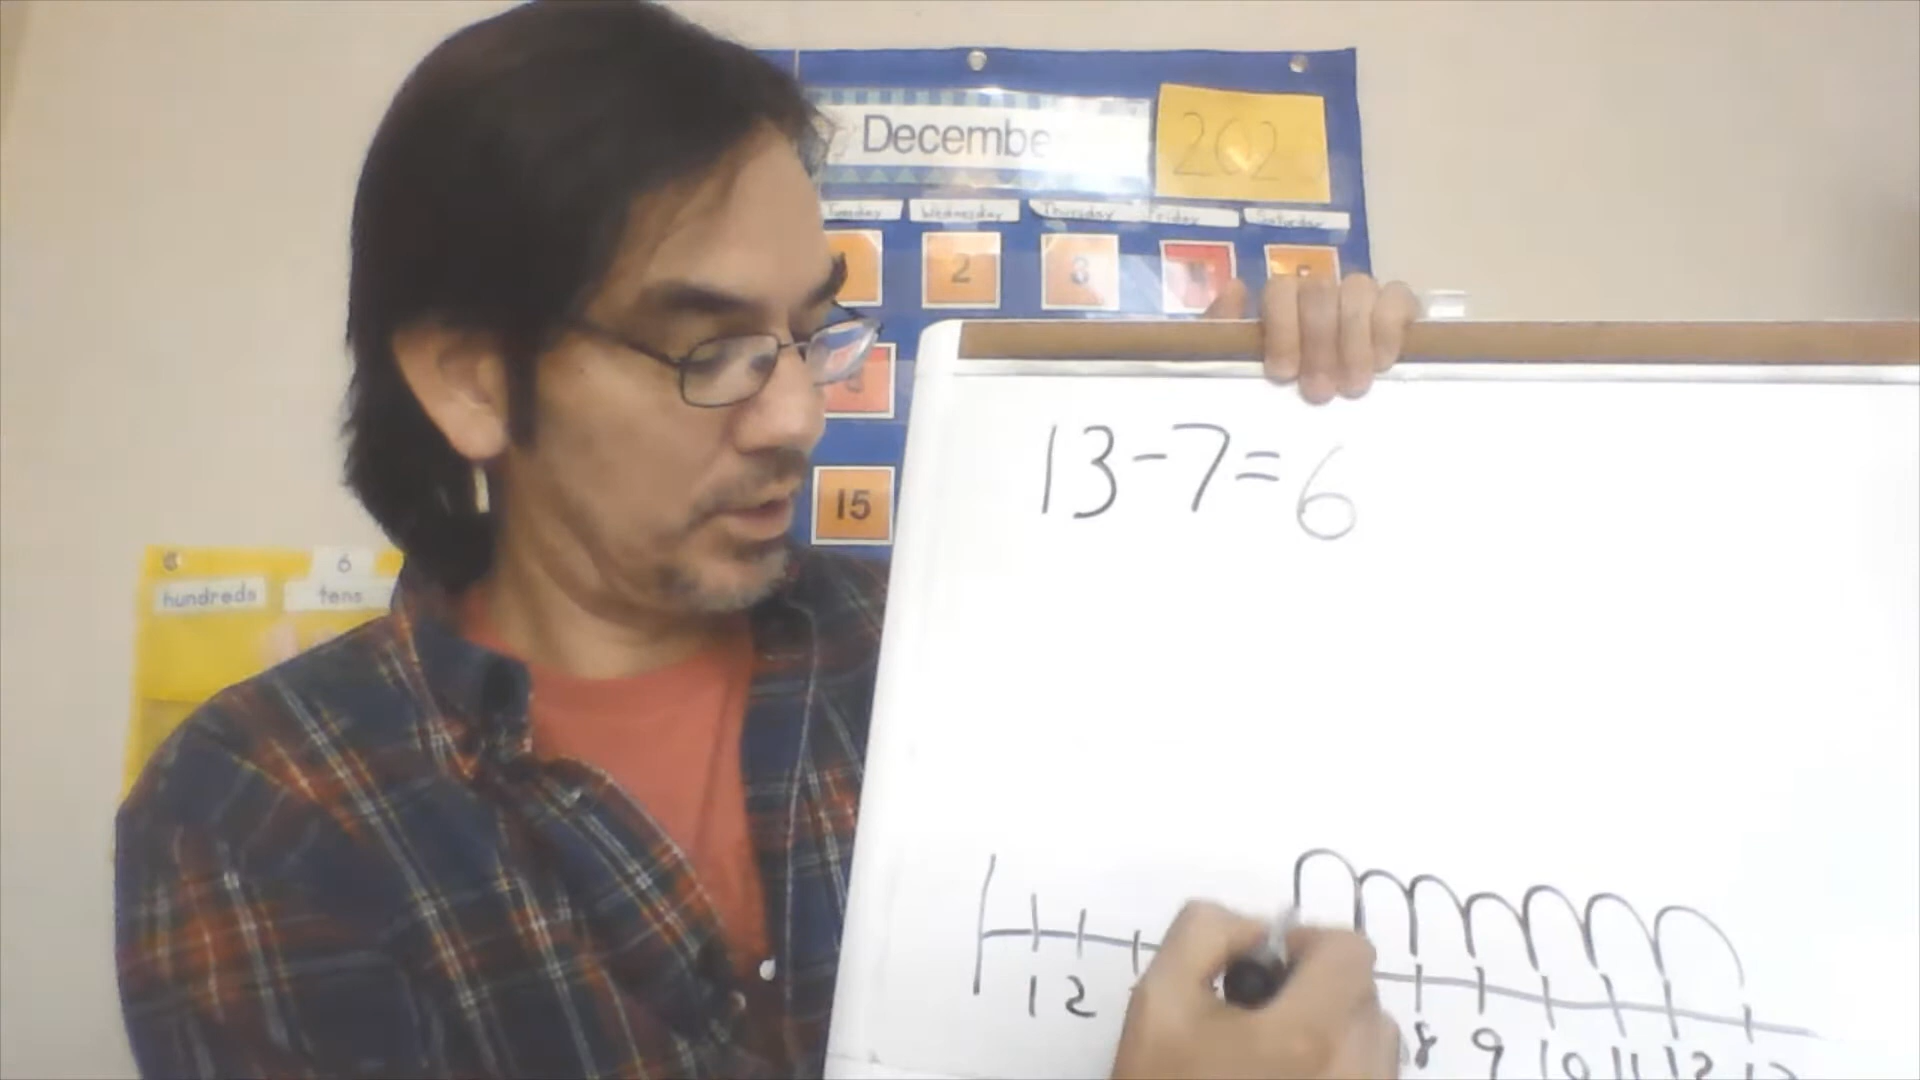 December
202
Tuesday Wednesday Thursday Friday Saturday
2 3
15
6
hundreds tens
13-7=6
1 2 8 9 10 11 12